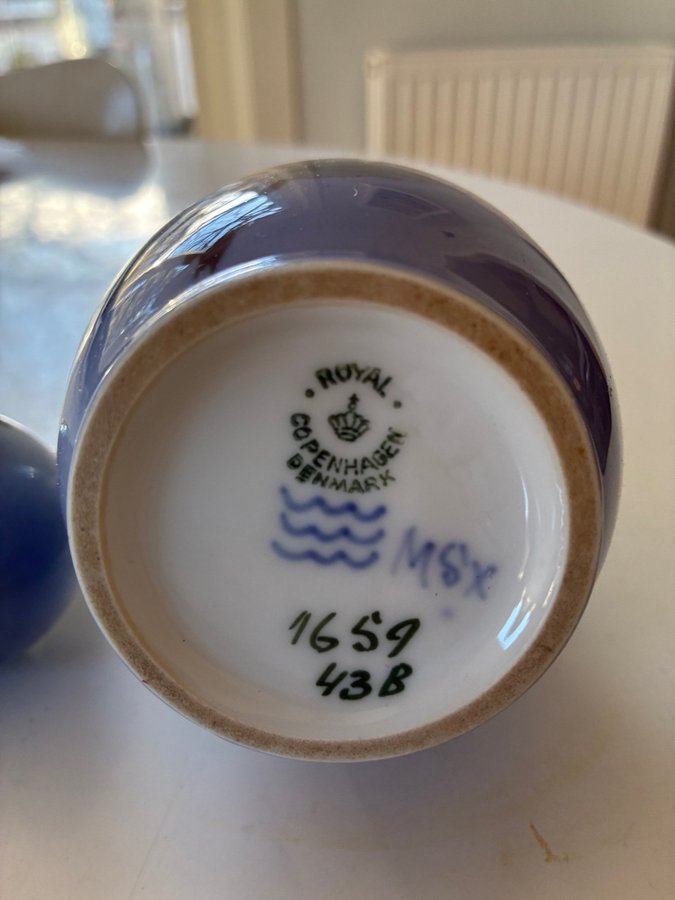 ROYAL
COPENHAGEN
DENMARK
MSX
1659
43B